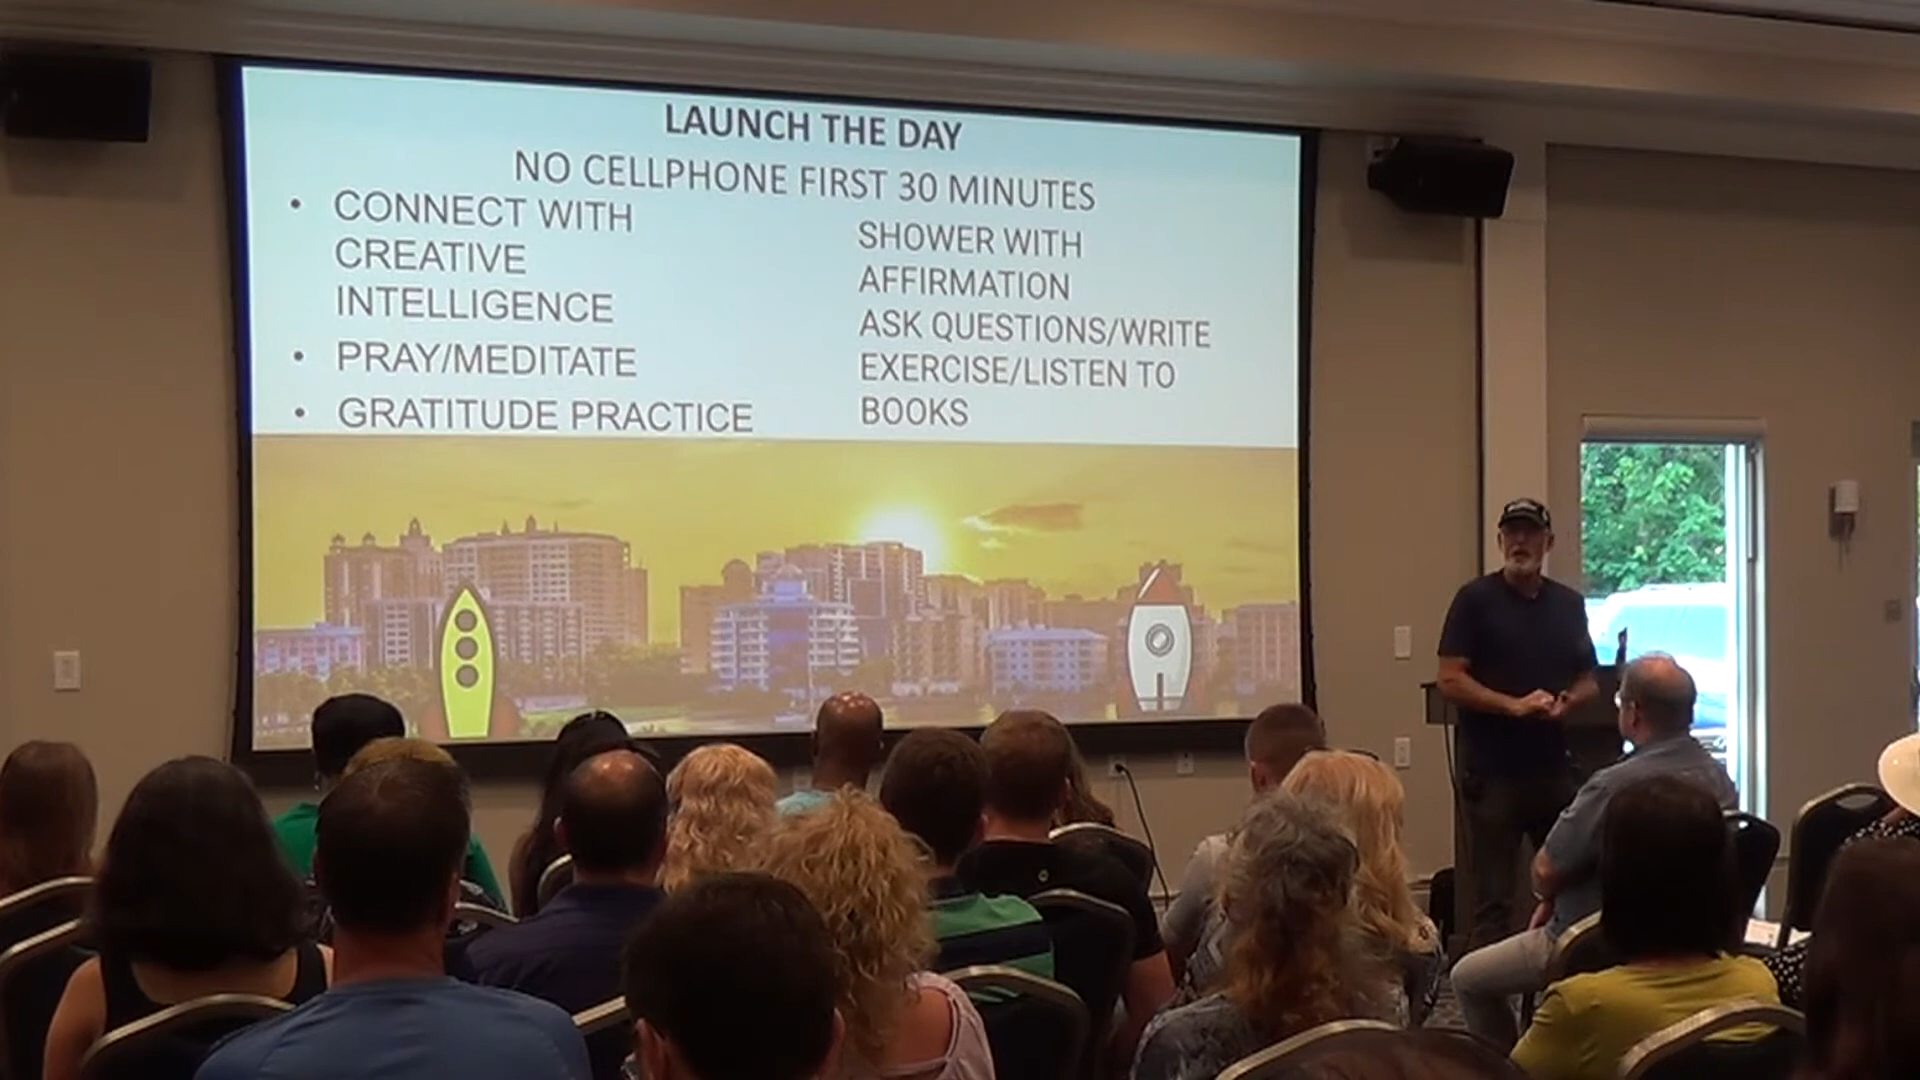 LAUNCH THE DAY
NO CELLPHONE FIRST 30 MINUTES
• CONNECT WITH
CREATIVE
INTELLIGENCE
• PRAY/MEDITATE
• GRATITUDE PRACTICE
SHOWER WITH
AFFIRMATION
ASK QUESTIONS/WRITE
EXERCISE/LISTEN TO
BOOKS